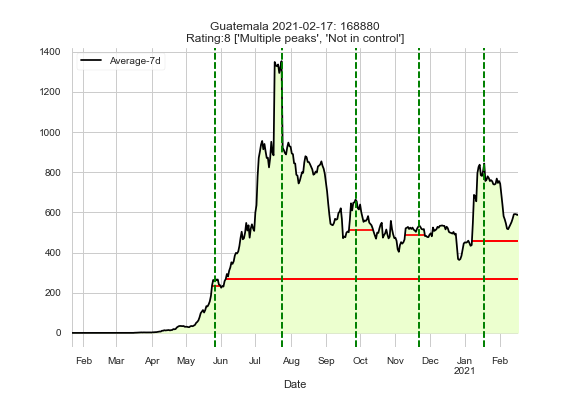 Guatemala 2021-02-17: 168880
Rating:8 ['Multiple peaks', 'Not in control']
1400
Average-7d
1200
1000
800
600
400
200
0
Feb Mar Apr May Jun Jul Aug Sep Oct Nov Dec Jan Feb
2021
Date